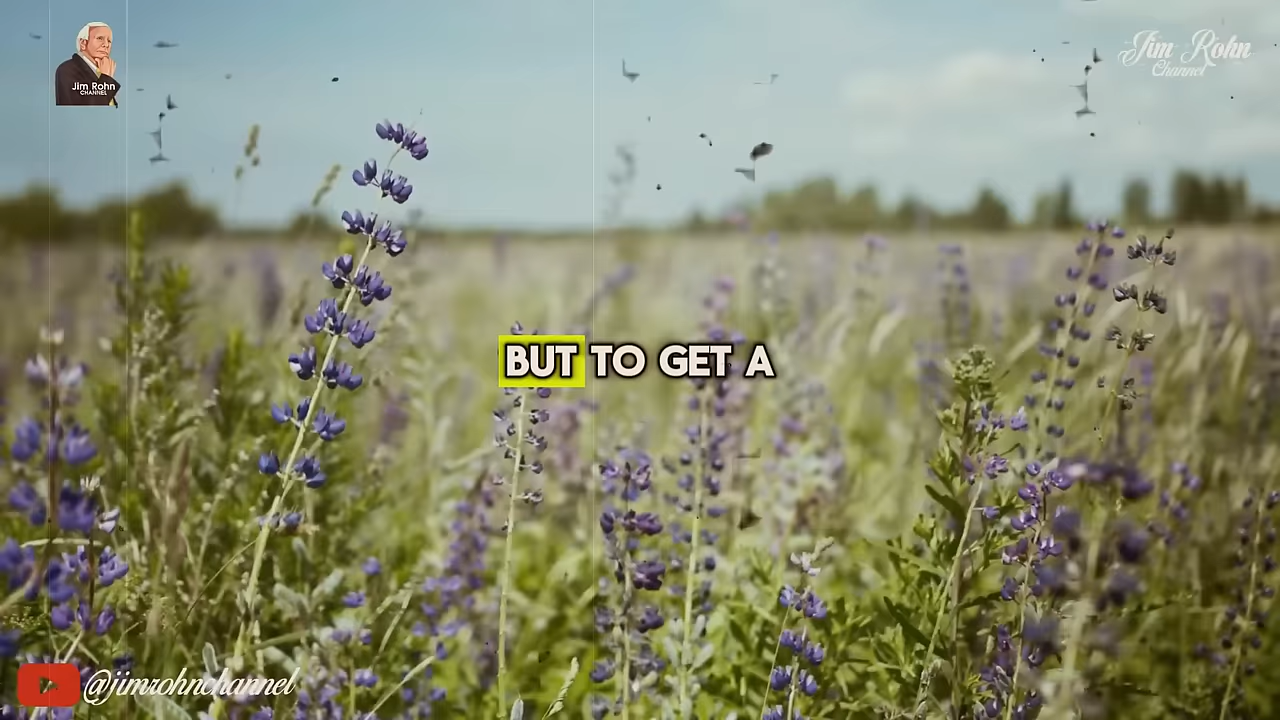 Jim Rohn
CHANNEL
Jim Rohn
Channel
BUT TO GET A
@jimrohnchannel